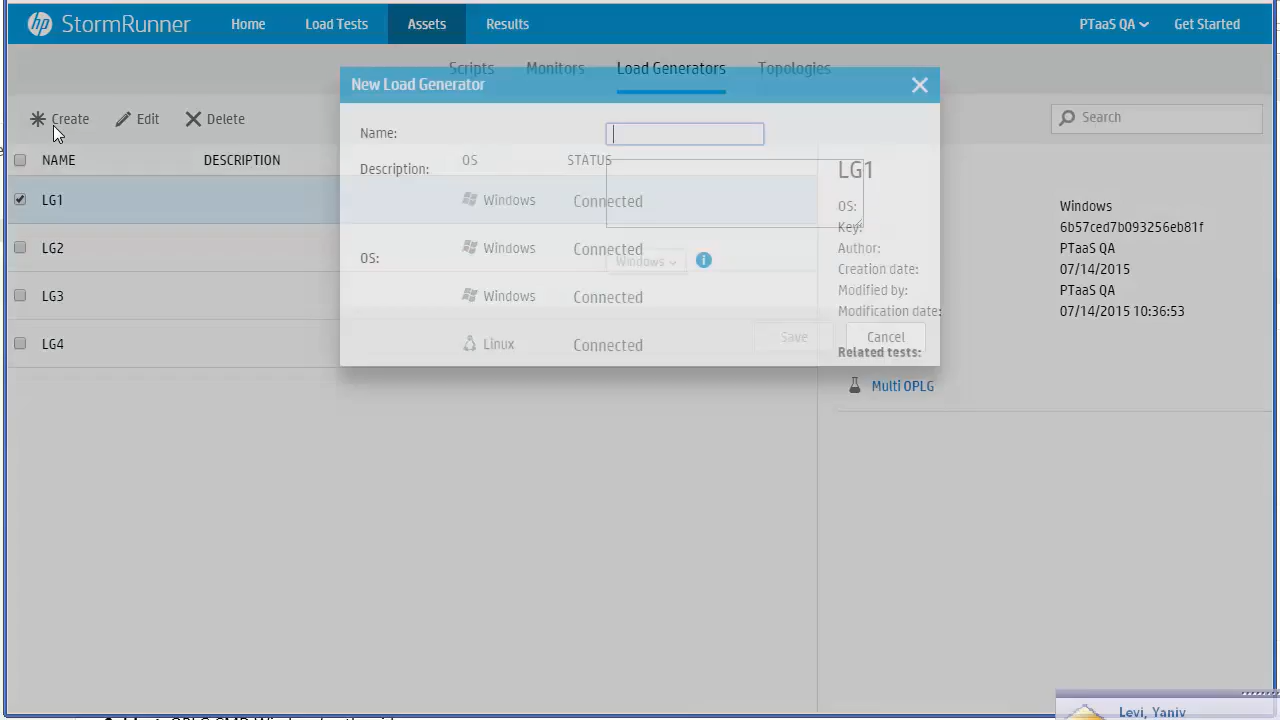 hp StormRunner Home Load Tests Assets Results PTaaS QA Get Started
Scripts Monitors Load Generators Topologies
New Load Generator
Create Edit Delete
Search
Name:
NAME DESCRIPTION OS STATUS
Description:
LG1
LG1 Windows Connected
OS: Windows
Key: 6b57ced7b093256eb81f
LG2 Windows Connected
Author: PTaaS QA
OS: Windows i
Creation date: 07/14/2015
Modified by: PTaaS QA
LG3 Windows Connected
Modification date: 07/14/2015 10:36:53
Save Cancel
LG4 Linux Connected
Related tests:
Multi OPLG
Levi, Yaniv